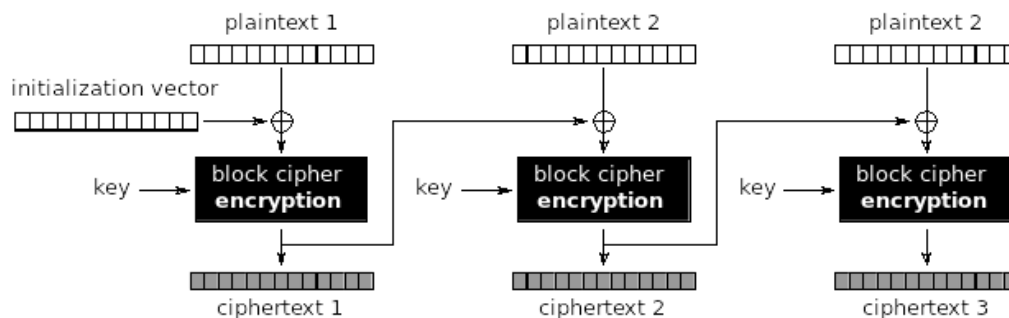 plaintext 1
plaintext 2
plaintext 2
initialization vector
key
block cipher
encryption
key
block cipher
encryption
key
block cipher
encryption
ciphertext 1
ciphertext 2
ciphertext 3